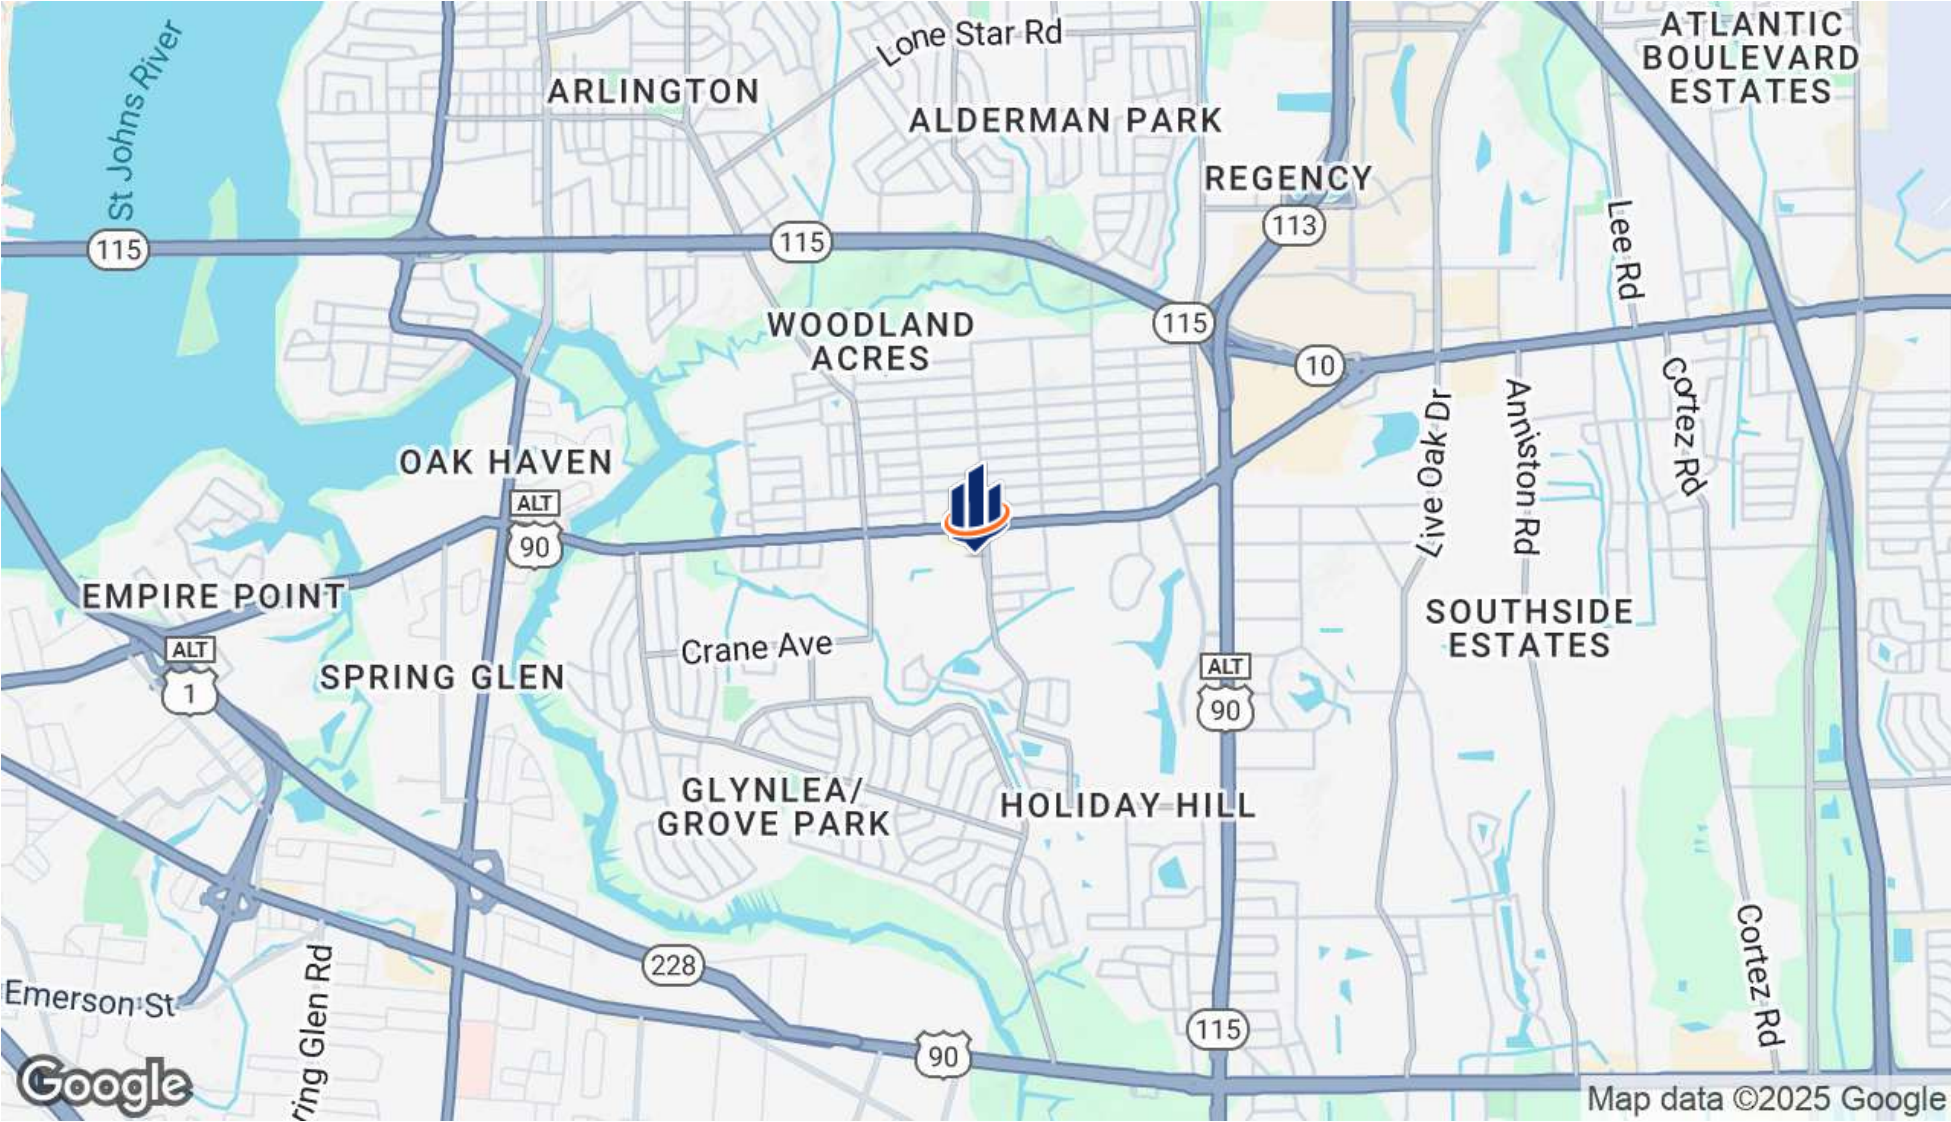 St Johns River
Lone Star Rd
ATLANTIC
BOULEVARD
ESTATES
ARLINGTON
ALDERMAN PARK
REGENCY
113
115
115
Lee Rd
WOODLAND
ACRES
115
10
Cortez Rd
Anniston Rd
Live Oak Dr
OAK HAVEN
ALT
90
EMPIRE POINT
SOUTHSIDE
ESTATES
ALT
1
Crane Ave
SPRING GLEN
ALT
90
GLYNLEA/
GROVE PARK
HOLIDAY HILL
228
Cortez Rd
Emerson St
ring Glen Rd
90
115
Google
Map data ©2025 Google